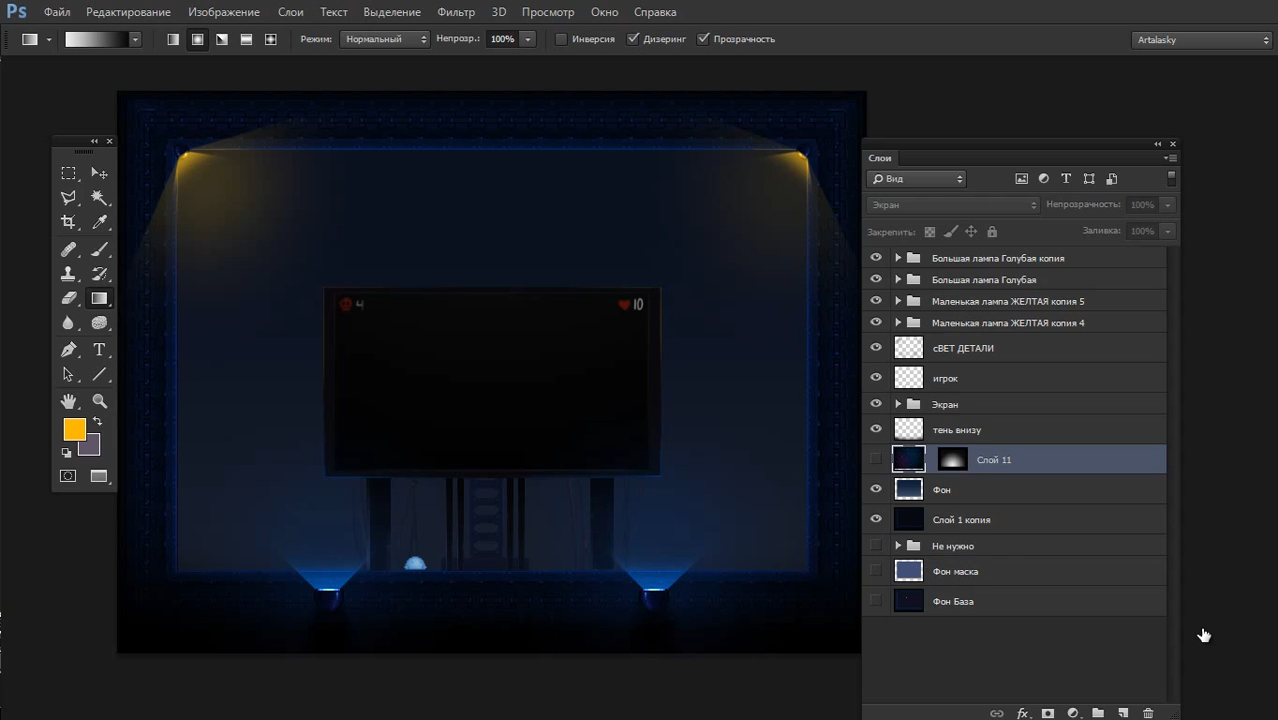 Ps Файл Редактирование Изображение Слои Текст Выделение Фильтр 3D Просмотр Окно Справка
Режим: Нормальный Непрозр.: 100% Инверсия Дизеринг Прозрачность Artalasky
Слои
Вид
Экран Непрозрачность: 100%
Закрепить: Заливка: 100%
Большая лампа Голубая копия
Большая лампа Голубая
Маленькая лампа ЖЕЛТАЯ копия 5
Маленькая лампа ЖЕЛТАЯ копия 4
сВЕТ ДЕТАЛИ
игрок
Экран
тень внизу
Слой 11
Фон
Слой 1 копия
Не нужно
Фон маска
Фон База
4 10